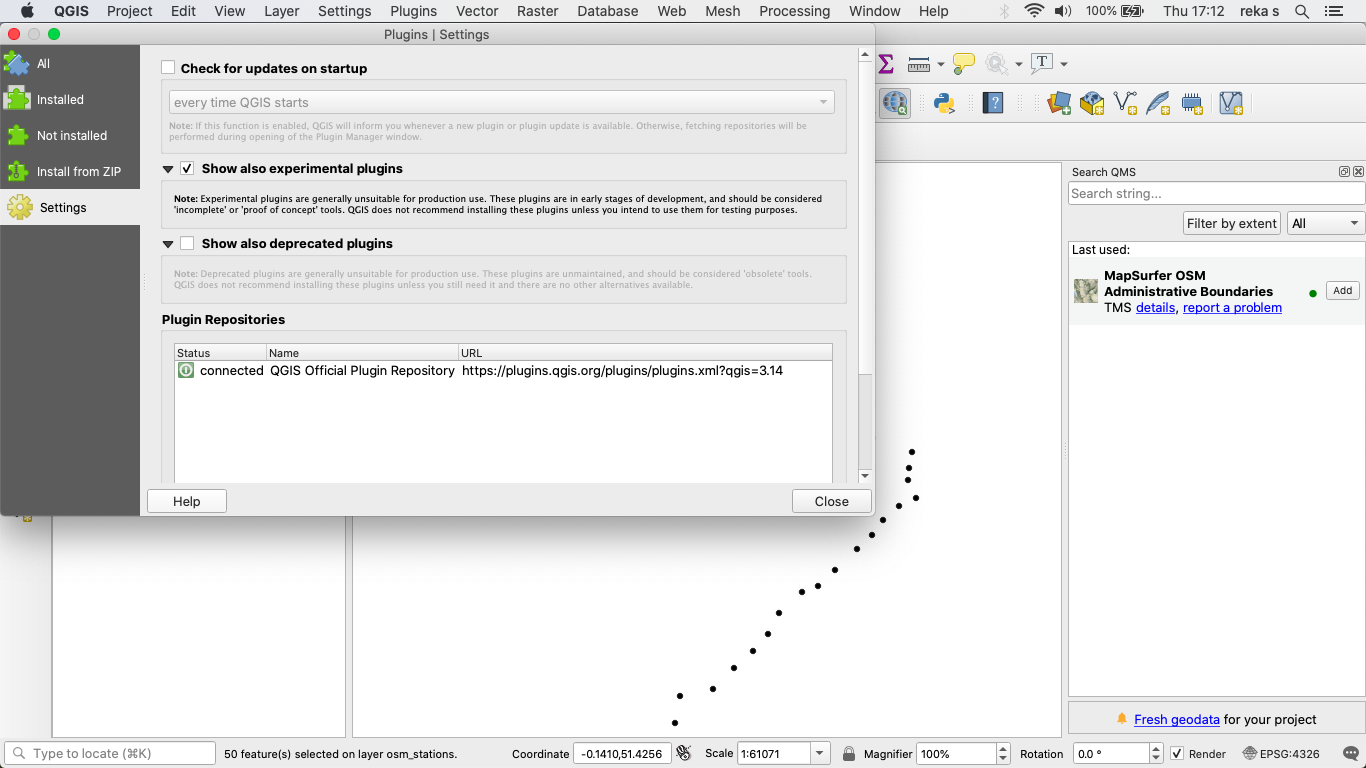 QGIS Project Edit View Layer Settings Plugins Vector Raster Database Web Mesh Processing Window Help 100% Thu 17:12 reka s
Plugins | Settings
All
Installed
Not installed
Install from ZIP
Settings
Check for updates on startup
every time QGIS starts
Note: If this function is enabled, QGIS will inform you whenever a new plugin or plugin update is available. Otherwise, fetching repositories will be
performed during opening of the Plugin Manager window.
Show also experimental plugins
Note: Experimental plugins are generally unsuitable for production use. These plugins are in early stages of development, and should be considered
'incomplete' or 'proof of concept' tools. QGIS does not recommend installing these plugins unless you intend to use them for testing purposes.
Show also deprecated plugins
Note: Deprecated plugins are generally unsuitable for production use. These plugins are unmaintained, and should be considered 'obsolete' tools.
QGIS does not recommend installing these plugins unless you still need it and there are no other alternatives available.
Plugin Repositories
Status Name URL
connected QGIS Official Plugin Repository https://plugins.qgis.org/plugins/plugins.xml?qgis=3.14
Help Close
Search QMS
Search string...
Filter by extent All
Last used:
MapSurfer OSM
Administrative Boundaries
TMS details, report a problem
Add
Fresh geodata for your project
Type to locate (⌘K) 50 feature(s) selected on layer osm_stations. Coordinate -0.1410,51.4256 Scale 1:61071 Magnifier 100% Rotation 0.0 ° Render EPSG:4326